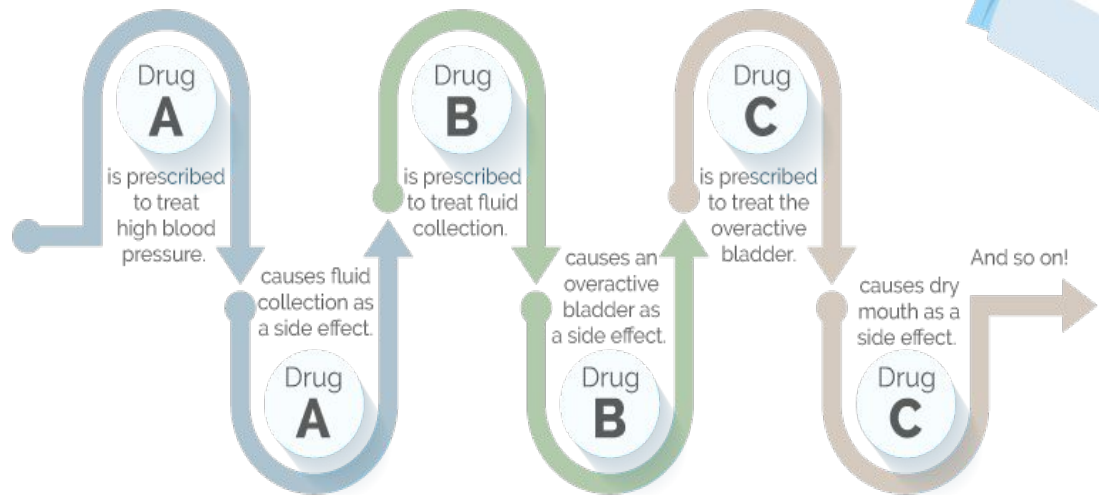 Drug
A
is prescribed
to treat
high blood
pressure.
causes fluid
collection as
a side effect.
Drug
A
Drug
B
is prescribed
to treat fluid
collection.
causes an
overactive
bladder as
a side effect.
Drug
B
Drug
C
is prescribed
to treat the
overactive
bladder.
causes dry
mouth as a
side effect.
Drug
C
And so on!